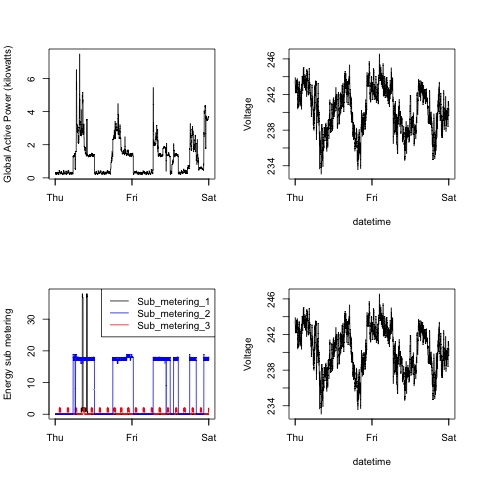 Global Active Power (kilowatts)
0 2 4 6
Thu Fri Sat
Voltage
234 238 242 246
Thu Fri Sat
datetime
Energy sub metering
0 10 20 30
Sub_metering_1
Sub_metering_2
Sub_metering_3
Thu Fri Sat
Voltage
234 238 242 246
Thu Fri Sat
datetime